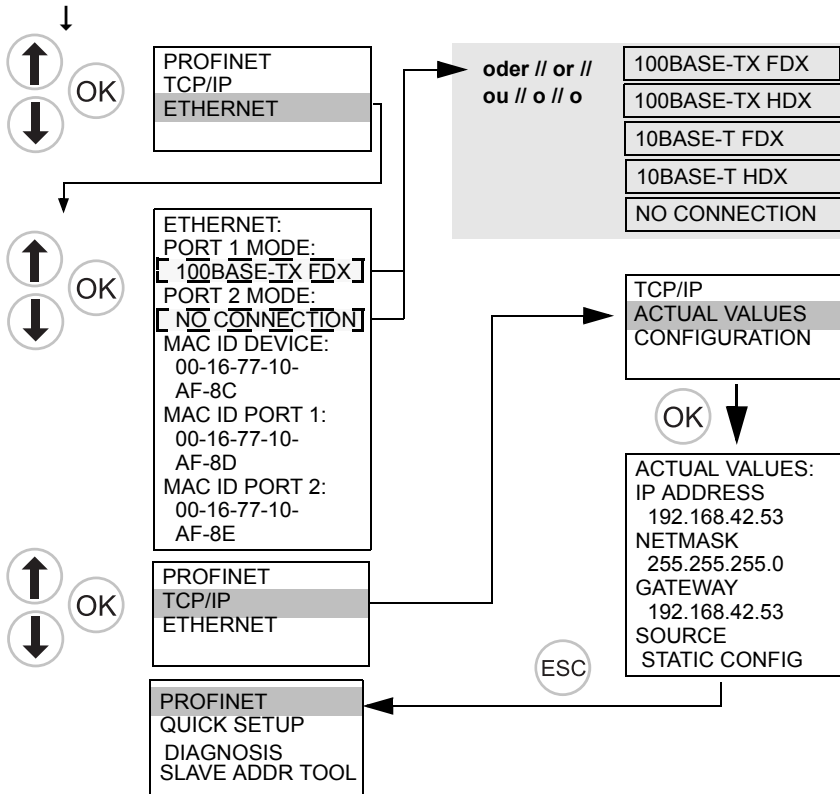 OK
PROFINET
TCP/IP
ETHERNET
oder // or //
ou // o // o
100BASE-TX FDX
100BASE-TX HDX
10BASE-T FDX
10BASE-T HDX
NO CONNECTION
OK
ETHERNET:
PORT 1 MODE:
100BASE-TX FDX
PORT 2 MODE:
NO CONNECTION
MAC ID DEVICE:
00-16-77-10-
AF-8C
MAC ID PORT 1:
00-16-77-10-
AF-8D
MAC ID PORT 2:
00-16-77-10-
AF-8E
TCP/IP
ACTUAL VALUES
CONFIGURATION
OK
ACTUAL VALUES:
IP ADDRESS
192.168.42.53
NETMASK
255.255.255.0
GATEWAY
192.168.42.53
SOURCE
STATIC CONFIG
OK
PROFINET
TCP/IP
ETHERNET
ESC
PROFINET
QUICK SETUP
DIAGNOSIS
SLAVE ADDR TOOL